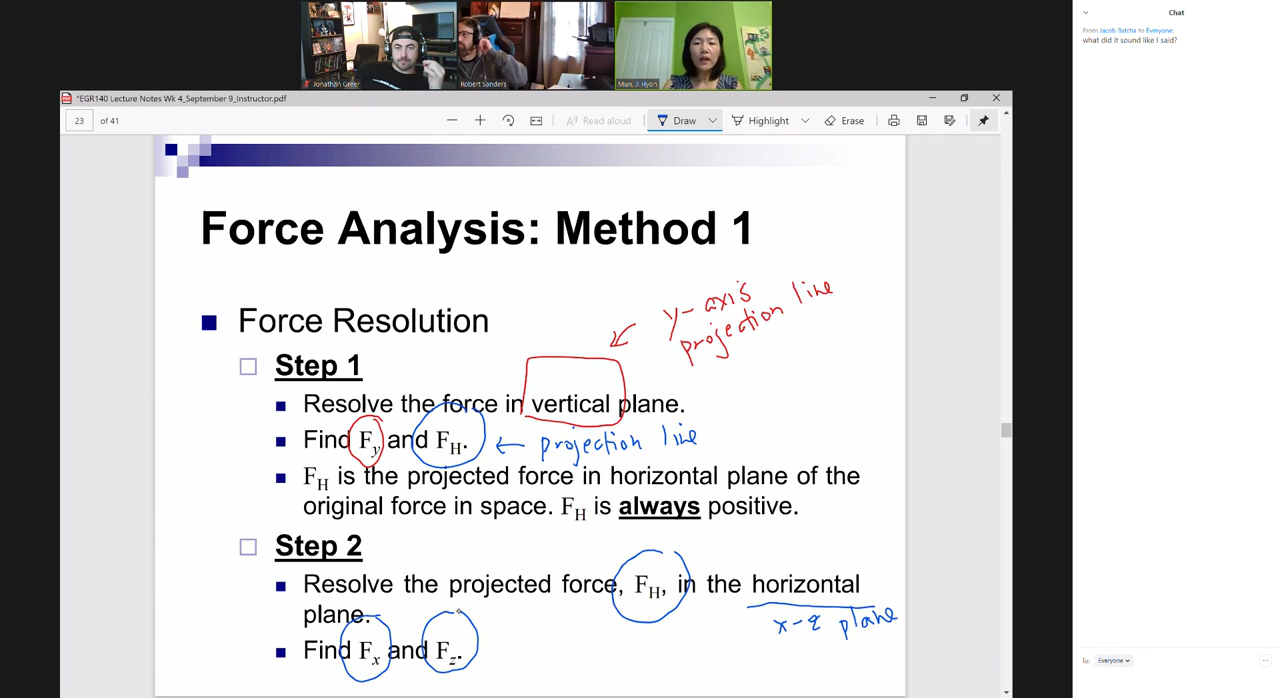 Jonathan Greer
Robert Sanders
Mun, Ji Hyon
Chat
From Jacob Batcha to Everyone:
what did it sound like I said?
*EGR140 Lecture Notes Wk 4_September 9_Instructor.pdf
23 of 41
Read aloud
Draw
Highlight
Erase
Force Analysis: Method 1
y-axis
projection line
Force Resolution
Step 1
Resolve the force in vertical plane.
Find Fy and FH. ← projection line
FH is the projected force in horizontal plane of the
original force in space. FH is always positive.
Step 2
Resolve the projected force, FH, in the horizontal
plane.
x-z plane
Find Fx and Fz.
To: Everyone